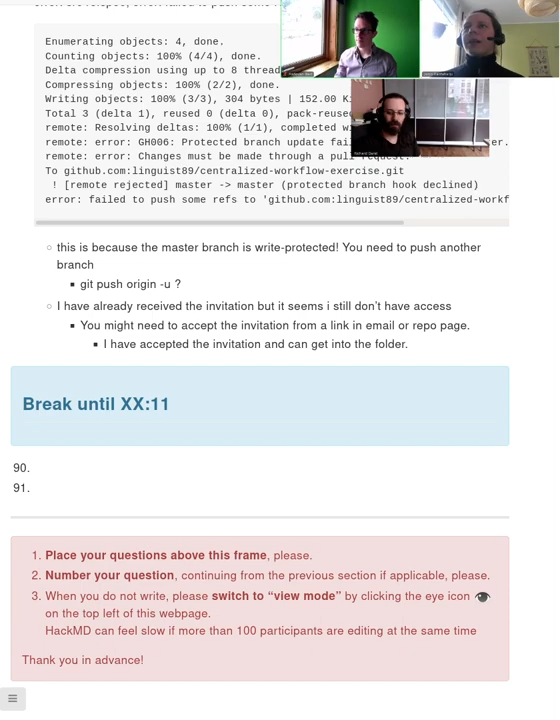 Enumerating objects: 4, done.
Counting objects: 100% (4/4), done.
Delta compression using up to 8 thread
Compressing objects: 100% (2/2), done.
Writing objects: 100% (3/3), 304 bytes | 152.00 K
Total 3 (delta 1), reused 0 (delta 0), pack-reused
remote: Resolving deltas: 100% (1/1), completed w
remote: error: GH006: Protected branch update fai
remote: error: Changes must be made through a pull request.
To github.com:linguist89/centralized-workflow-exercise.git
! [remote rejected] master -> master (protected branch hook declined)
error: failed to push some refs to 'github.com:linguist89/centralized-workf
this is because the master branch is write-protected! You need to push another
branch
git push origin -u ?
I have already received the invitation but it seems i still don't have access
You might need to accept the invitation from a link in email or repo page.
I have accepted the invitation and can get into the folder.
Break until XX:11
90.
91.
1. Place your questions above this frame, please.
2. Number your question, continuing from the previous section if applicable, please.
3. When you do not write, please switch to “view mode” by clicking the eye icon
on the top left of this webpage.
HackMD can feel slow if more than 100 participants are editing at the same time
Thank you in advance!